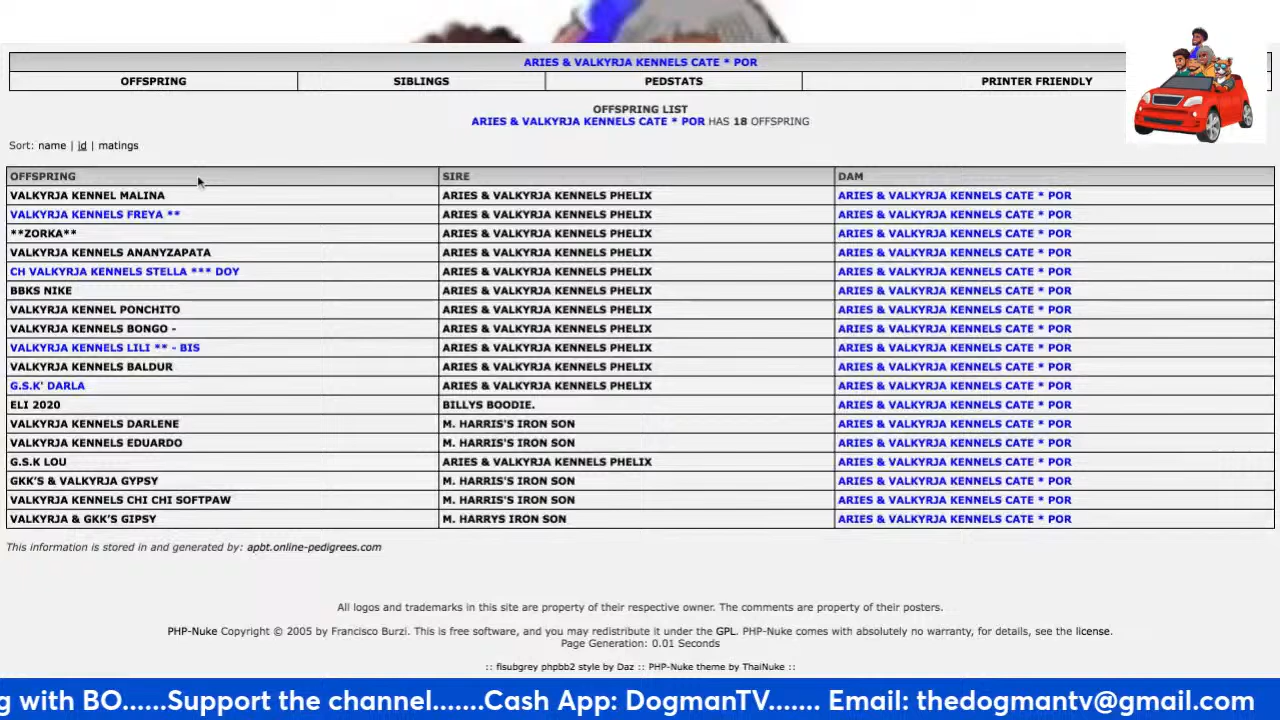 ARIES & VALKYRJA KENNELS CATE * POR
OFFSPRING SIBLINGS PEDSTATS PRINTER FRIENDLY
OFFSPRING LIST
ARIES & VALKYRJA KENNELS CATE * POR HAS 18 OFFSPRING
Sort: name | id | matings
OFFSPRING SIRE DAM
VALKYRJA KENNEL MALINA ARIES & VALKYRJA KENNELS PHELIX ARIES & VALKYRJA KENNELS CATE * POR
VALKYRJA KENNELS FREYA ** ARIES & VALKYRJA KENNELS PHELIX ARIES & VALKYRJA KENNELS CATE * POR
**ZORKA** ARIES & VALKYRJA KENNELS PHELIX ARIES & VALKYRJA KENNELS CATE * POR
VALKYRJA KENNELS ANANYZAPATA ARIES & VALKYRJA KENNELS PHELIX ARIES & VALKYRJA KENNELS CATE * POR
CH VALKYRJA KENNELS STELLA *** DOY ARIES & VALKYRJA KENNELS PHELIX ARIES & VALKYRJA KENNELS CATE * POR
BBKS NIKE ARIES & VALKYRJA KENNELS PHELIX ARIES & VALKYRJA KENNELS CATE * POR
VALKYRJA KENNEL PONCHITO ARIES & VALKYRJA KENNELS PHELIX ARIES & VALKYRJA KENNELS CATE * POR
VALKYRJA KENNELS BONGO - ARIES & VALKYRJA KENNELS PHELIX ARIES & VALKYRJA KENNELS CATE * POR
VALKYRJA KENNELS LILI ** - BIS ARIES & VALKYRJA KENNELS PHELIX ARIES & VALKYRJA KENNELS CATE * POR
VALKYRJA KENNELS BALDUR ARIES & VALKYRJA KENNELS PHELIX ARIES & VALKYRJA KENNELS CATE * POR
G.S.K' DARLA ARIES & VALKYRJA KENNELS PHELIX ARIES & VALKYRJA KENNELS CATE * POR
ELI 2020 BILLYS BOODIE. ARIES & VALKYRJA KENNELS CATE * POR
VALKYRJA KENNELS DARLENE M. HARRIS'S IRON SON ARIES & VALKYRJA KENNELS CATE * POR
VALKYRJA KENNELS EDUARDO M. HARRIS'S IRON SON ARIES & VALKYRJA KENNELS CATE * POR
G.S.K LOU ARIES & VALKYRJA KENNELS PHELIX ARIES & VALKYRJA KENNELS CATE * POR
GKK'S & VALKYRJA GYPSY M. HARRIS'S IRON SON ARIES & VALKYRJA KENNELS CATE * POR
VALKYRJA KENNELS CHI CHI SOFTPAW M. HARRIS'S IRON SON ARIES & VALKYRJA KENNELS CATE * POR
VALKYRJA & GKK'S GIPSY M. HARRYS IRON SON ARIES & VALKYRJA KENNELS CATE * POR
This information is stored in and generated by: apbt.online-pedigrees.com
All logos and trademarks in this site are property of their respective owner. The comments are property of their posters.
PHP-Nuke Copyright © 2005 by Francisco Burzi. This is free software, and you may redistribute it under the GPL. PHP-Nuke comes with absolutely no warranty, for details, see the license.
Page Generation: 0.01 Seconds
:: fisubgrey phpbb2 style by Daz :: PHP-Nuke theme by ThaiNuke ::
g with BO......Support the channel.......Cash App: DogmanTV....... Email: thedogmantv@gmail.com